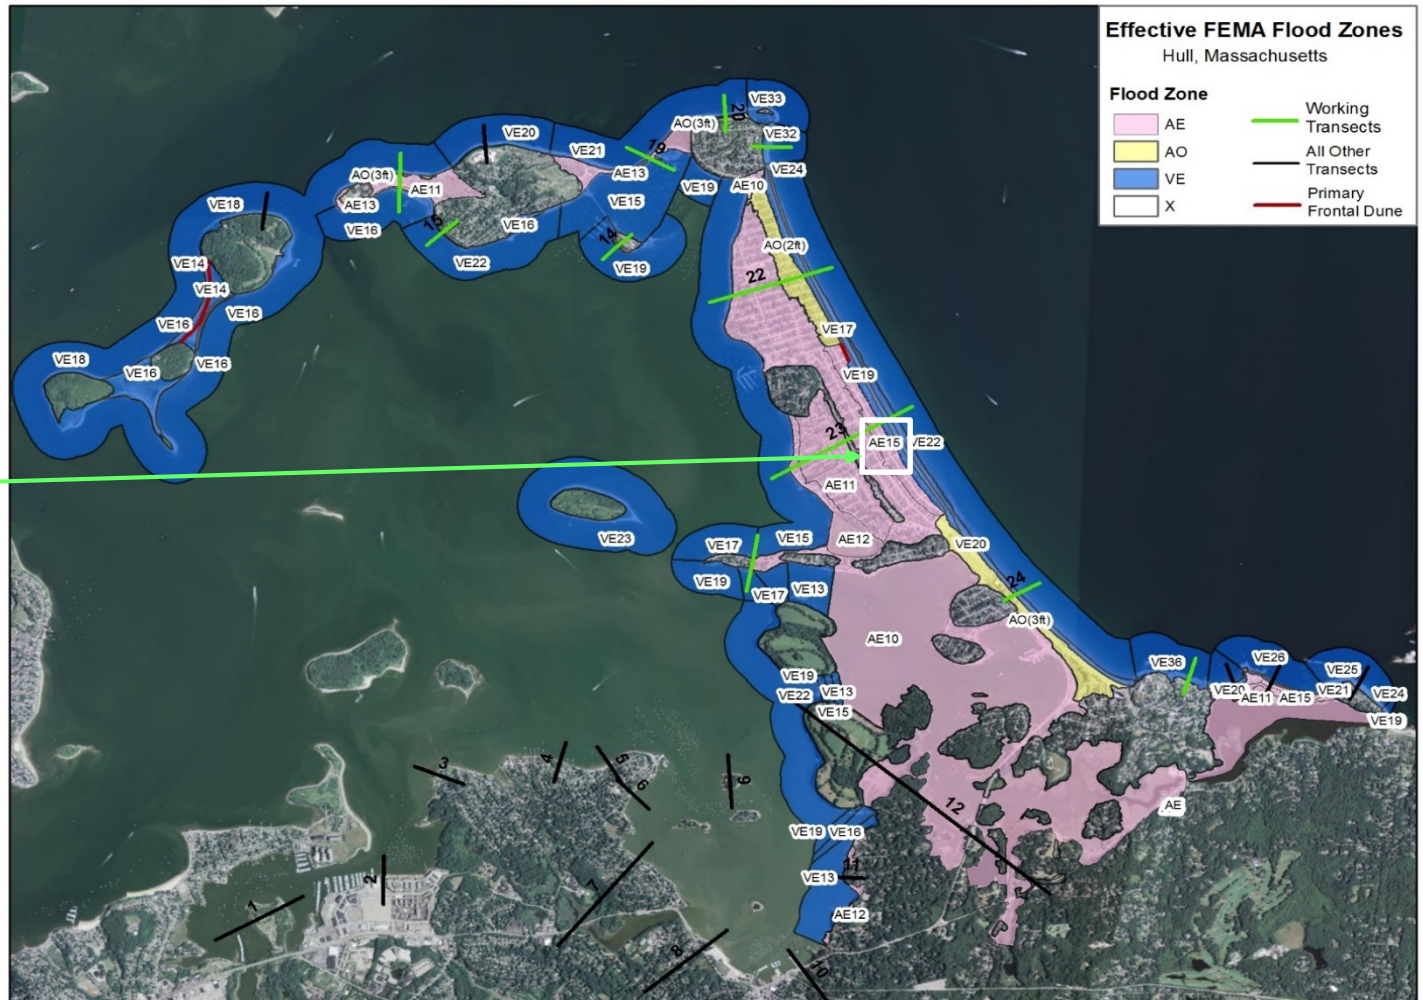 Effective FEMA Flood Zones
Hull, Massachusetts
Flood Zone
AE
AO
VE
X
Working
Transects
All Other
Transects
Primary
Frontal Dune
VE33
20
AO(3ft)
VE32
VE20
19
VE21
VE24
AO(3ft)
AE11
AE13
VE19
AE10
VE18
AE13
VE15
VE16
15
VE16
14
AO(2ft)
VE14
VE22
VE19
22
VE14
VE16
VE16
VE17
VE18
VE16
VE16
VE19
23
AE15
VE22
AE11
VE23
VE17
VE15
AE12
VE20
VE19
VE17
VE13
24
AO(3ft)
AE10
VE19
VE13
VE22
VE15
VE36
VE26
VE25
VE20
AE11
AE15
VE21
VE24
VE19
3
4
5
6
9
12
AE
VE19
VE16
11
VE13
AE12
2
7
1
8
10